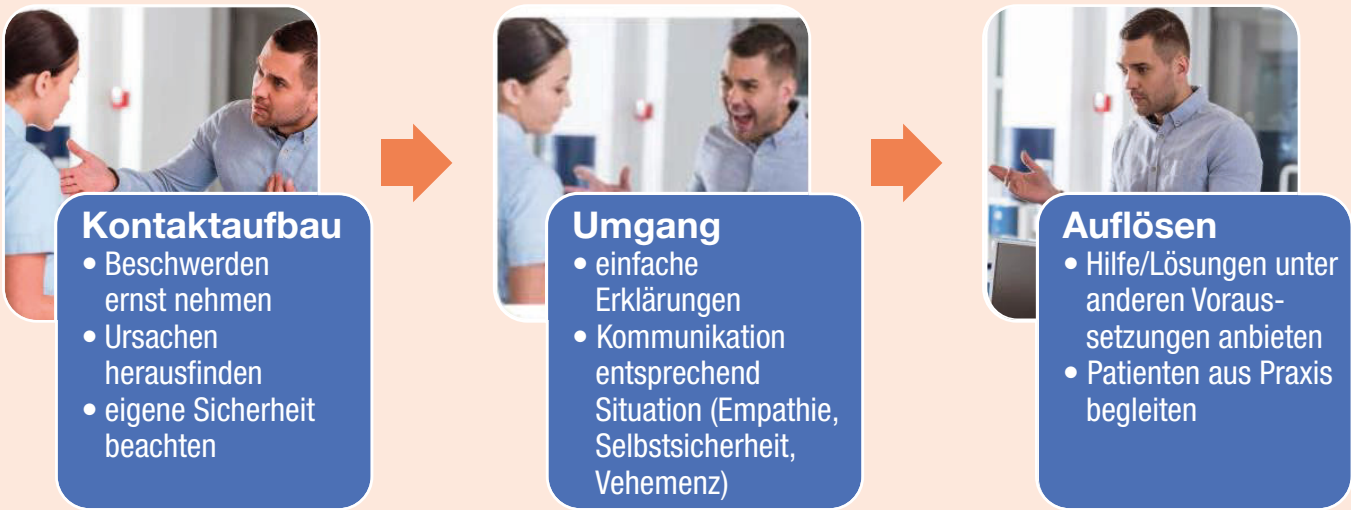 Kontaktaufbau
• Beschwerden
ernst nehmen
• Ursachen
herausfinden
• eigene Sicherheit
beachten
Umgang
• einfache
Erklärungen
• Kommunikation
entsprechend
Situation (Empathie,
Selbstsicherheit,
Vehemenz)
Auflösen
• Hilfe/Lösungen unter
anderen Voraus-
setzungen anbieten
• Patienten aus Praxis
begleiten